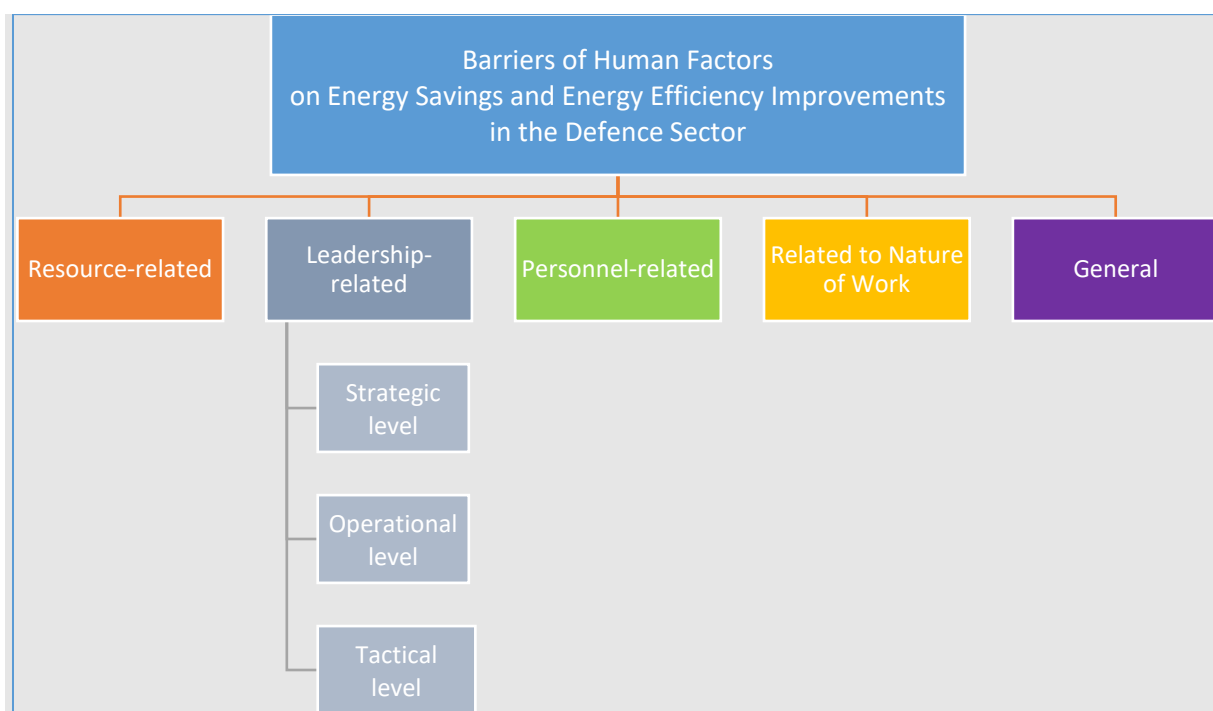 Barriers of Human Factors
on Energy Savings and Energy Efficiency Improvements
in the Defence Sector
Resource-related
Leadership-
related
Personnel-related
Related to Nature
of Work
General
Strategic
level
Operational
level
Tactical
level